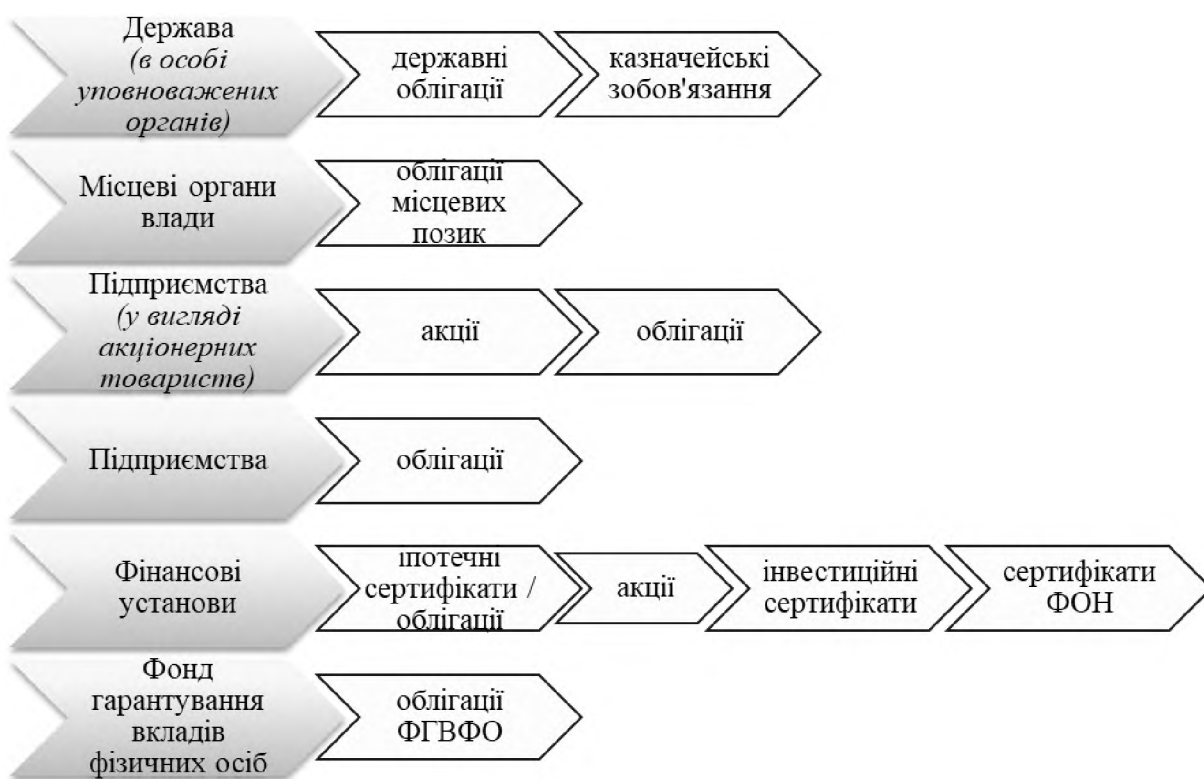 Держава
(в особі
уповноважених
органів)
державні
облігації
казначейські
зобов'язання
Місцеві органи
влади
облігації
місцевих
позик
Підприємства
(у вигляді
акціонерних
товариств)
акції
облігації
Підприємства
облігації
Фінансові
установи
іпотечні
сертифікати /
облігації
акції
інвестиційні
сертифікати
сертифікати
ФОН
Фонд
гарантування
вкладів
фізичних осіб
облігації
ФГВФО